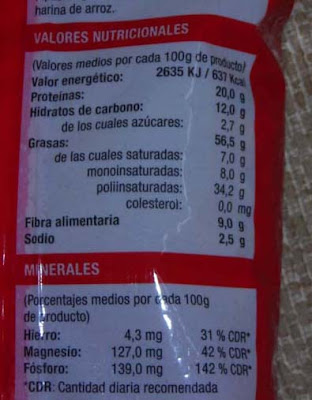 harina de arroz.
VALORES NUTRICIONALES
(Valores medios por cada 100g de producto)
Valor energético: 2635 KJ / 637 Kcal
Proteínas: 20,0 g
Hidratos de carbono: 12,0 g
de los cuales azúcares: 2,7 g
Grasas: 56,5 g
de las cuales saturadas: 7,0 g
monoinsaturadas: 8,0 g
poliinsaturadas: 34,2 g
colesterol: 0,0 mg
Fibra alimentaria 9,0 g
Sodio 2,5 g
MINERALES
(Porcentajes medios por cada 100g
de producto)
Hierro: 4,3 mg 31 % CDR*
Magnesio: 127,0 mg 42 % CDR*
Fósforo: 139,0 mg 142 % CDR*
*CDR: Cantidad diaria recomendada